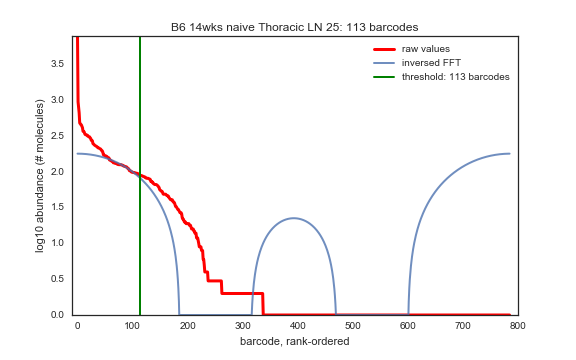 B6 14wks naive Thoracic LN 25: 113 barcodes
raw values
inversed FFT
threshold: 113 barcodes
log10 abundance (# molecules)
3.5
3.0
2.5
2.0
1.5
1.0
0.5
0.0
0 100 200 300 400 500 600 700 800
barcode, rank-ordered